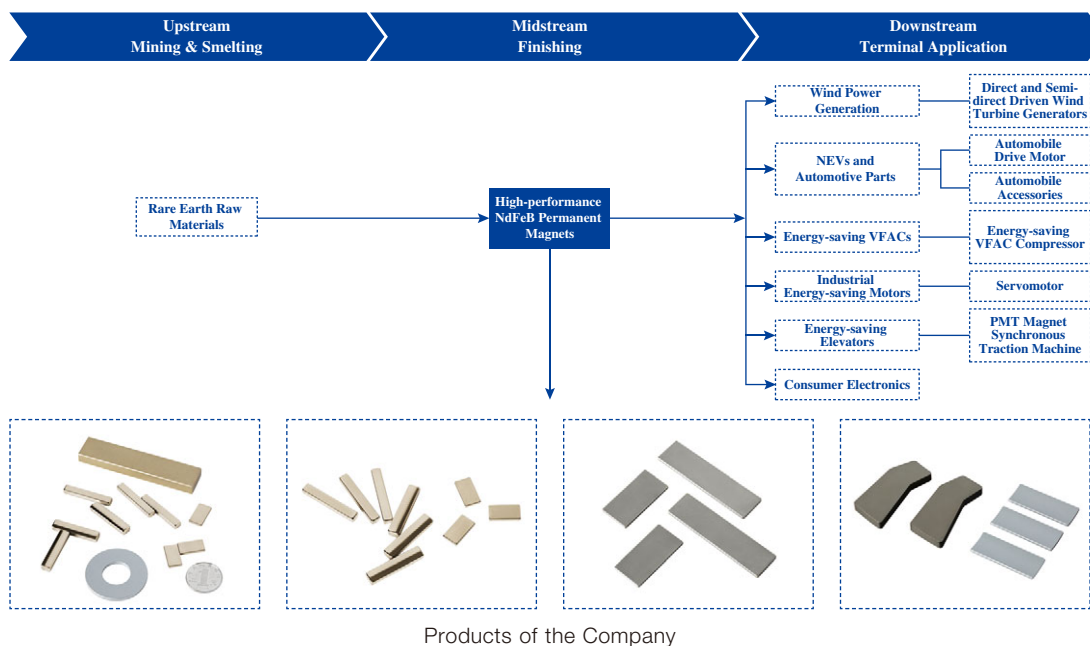 Upstream
Mining & Smelting
Midstream
Finishing
Downstream
Terminal Application
Rare Earth Raw
Materials
High-performance
NdFeB Permanent
Magnets
Wind Power
Generation
Direct and Semi-
direct Driven Wind
Turbine Generators
NEVs and
Automotive Parts
Automobile
Drive Motor
Automobile
Accessories
Energy-saving VFACs
Energy-saving
VFAC Compressor
Industrial
Energy-saving Motors
Servomotor
Energy-saving
Elevators
PMT Magnet
Synchronous
Traction Machine
Consumer Electronics
Products of the Company